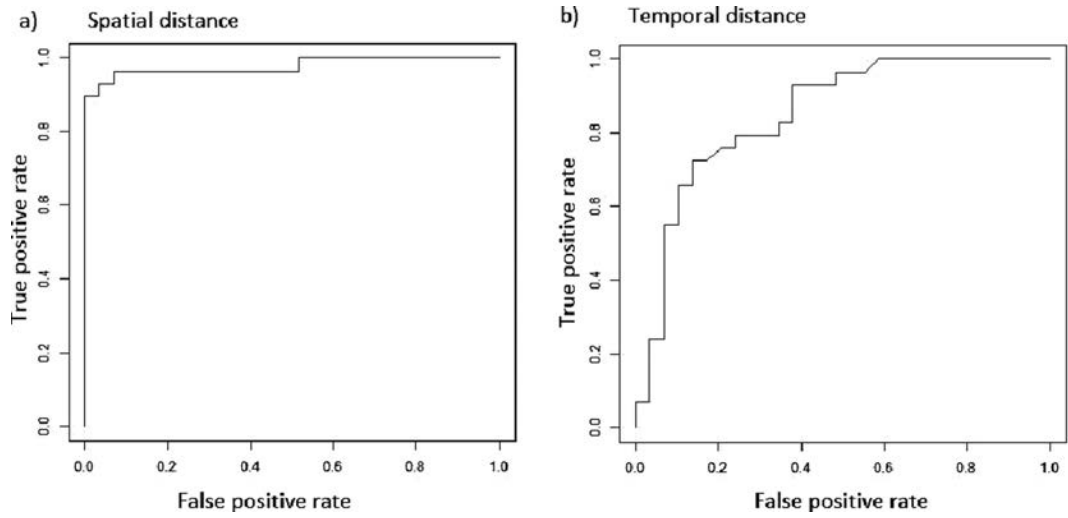 a) Spatial distance
True positive rate
1.0
0.8
0.6
0.4
0.2
0.0
0.0 0.2 0.4 0.6 0.8 1.0
False positive rate
b) Temporal distance
True positive rate
1.0
0.8
0.6
0.4
0.2
0.0
0.0 0.2 0.4 0.6 0.8 1.0
False positive rate